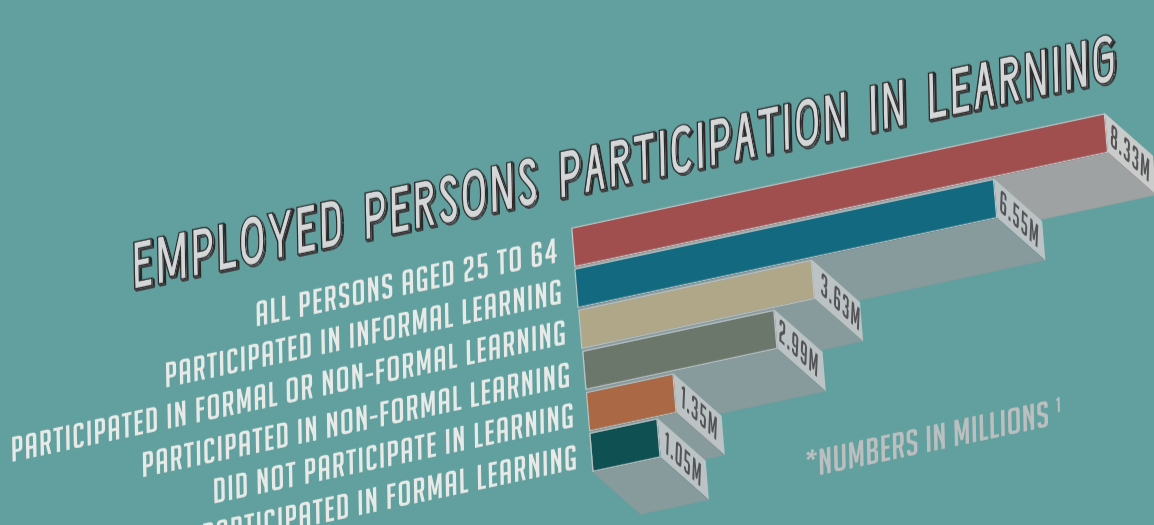 EMPLOYED PERSONS PARTICIPATION IN LEARNING
ALL PERSONS AGED 25 TO 64
8.33M
PARTICIPATED IN INFORMAL LEARNING
6.55M
PARTICIPATED IN FORMAL OR NON-FORMAL LEARNING
3.63M
PARTICIPATED IN NON-FORMAL LEARNING
2.99M
DID NOT PARTICIPATE IN LEARNING
1.35M
PARTICIPATED IN FORMAL LEARNING
1.05M
*NUMBERS IN MILLIONS 1